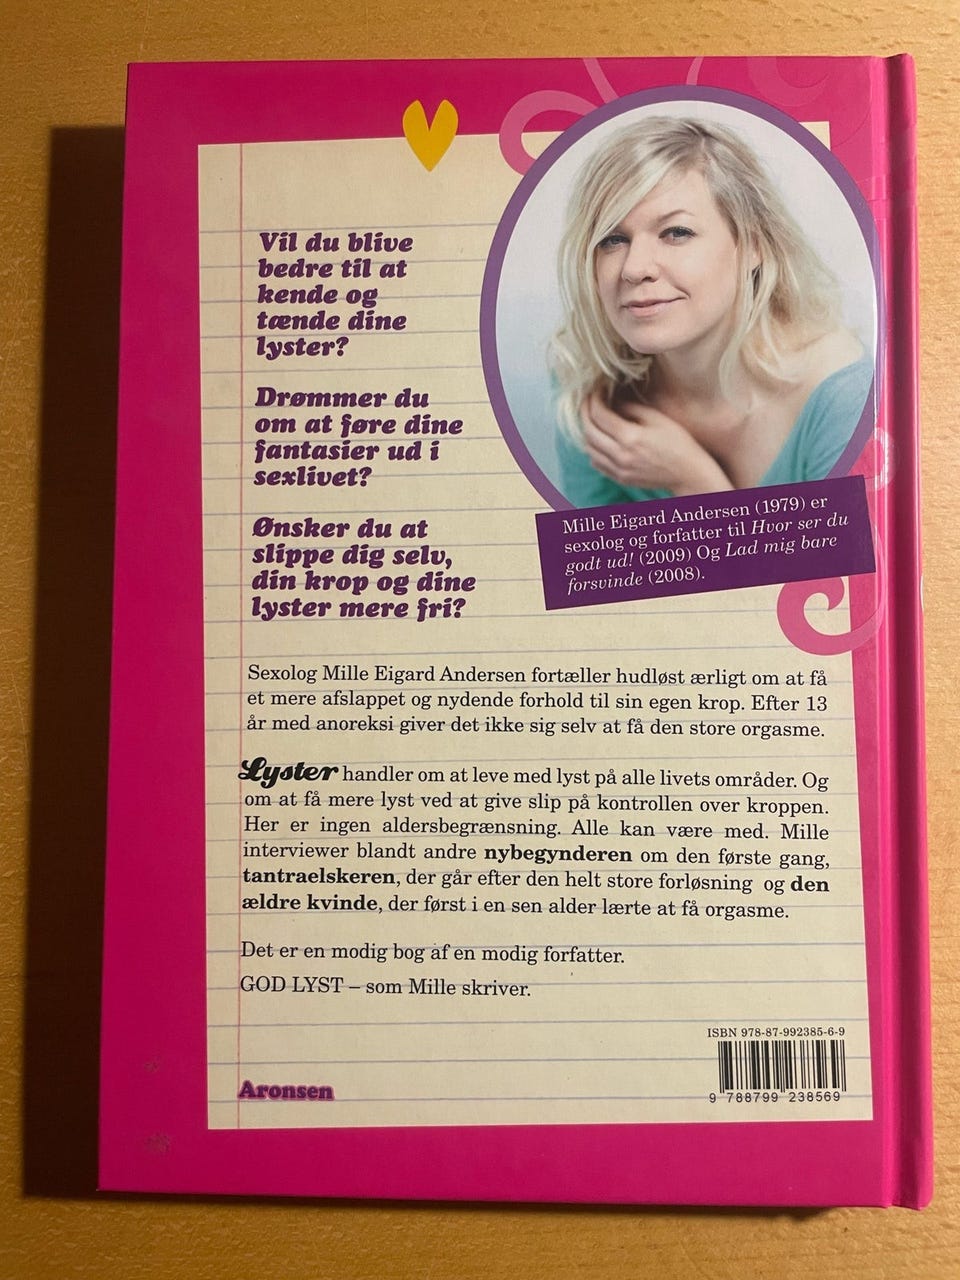 Vil du blive
bedre til at
kende og
tænde dine
lyster?
Drømmer du
om at føre dine
fantasier ud i
sexlivet?
Ønsker du at
slippe dig selv,
din krop og dine
lyster mere fri?
Mille Eigard Andersen (1979) er
sexolog og forfatter til Hvor ser du
godt ud! (2009) Og Lad mig bare
forsvinde (2008).
Sexolog Mille Eigard Andersen fortæller hudløst ærligt om at få
et mere afslappet og nydende forhold til sin egen krop. Efter 13
år med anoreksi giver det ikke sig selv at få den store orgasme.
Lyster handler om at leve med lyst på alle livets områder. Og
om at få mere lyst ved at give slip på kontrollen over kroppen.
Her er ingen aldersbegrænsning. Alle kan være med. Mille
interviewer blandt andre nybegynderen om den første gang,
tantraelskeren, der går efter den helt store forløsning og den
ældre kvinde, der først i en sen alder lærte at få orgasme.
Det er en modig bog af en modig forfatter.
GOD LYST – som Mille skriver.
ISBN 978-87-992385-6-9
9 788799 238569
Aronsen